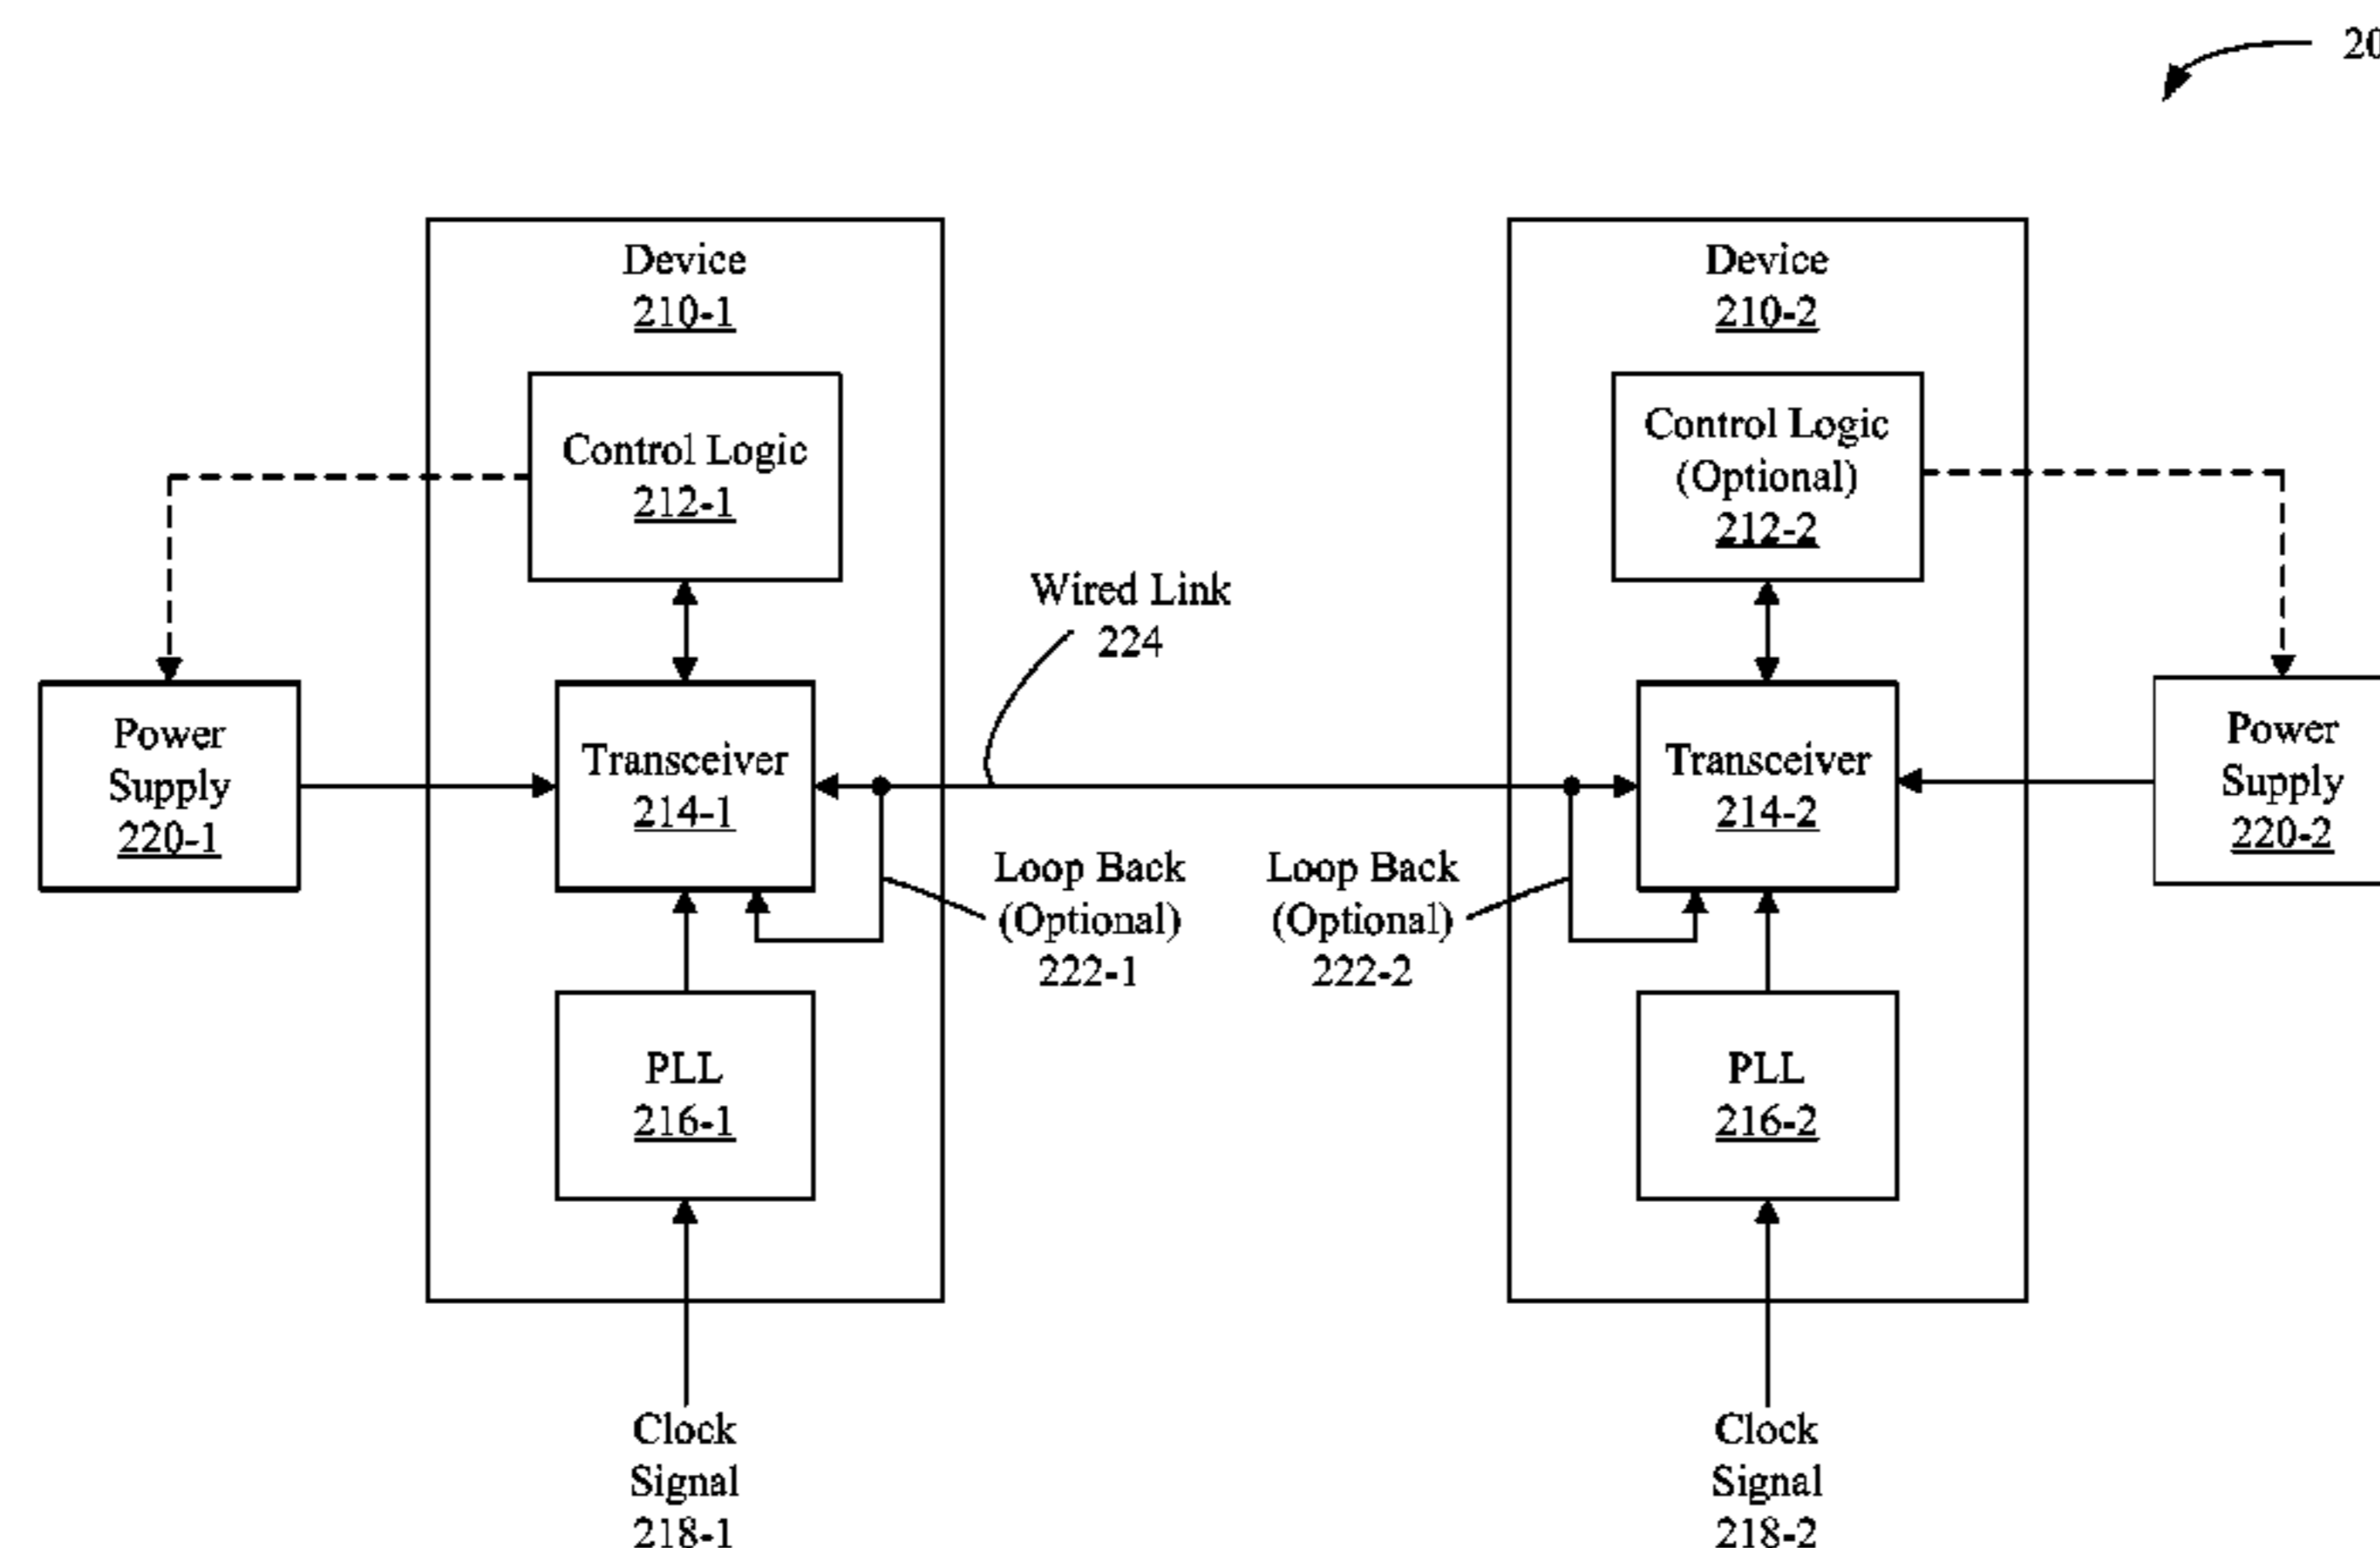 20
Device
210-1
Control Logic
212-1
Power
Supply
220-1
Transceiver
214-1
PLL
216-1
Clock
Signal
218-1
Wired Link
224
Loop Back
(Optional)
222-1
Loop Back
(Optional)
222-2
Device
210-2
Control Logic
(Optional)
212-2
Transceiver
214-2
Power
Supply
220-2
PLL
216-2
Clock
Signal
218-2